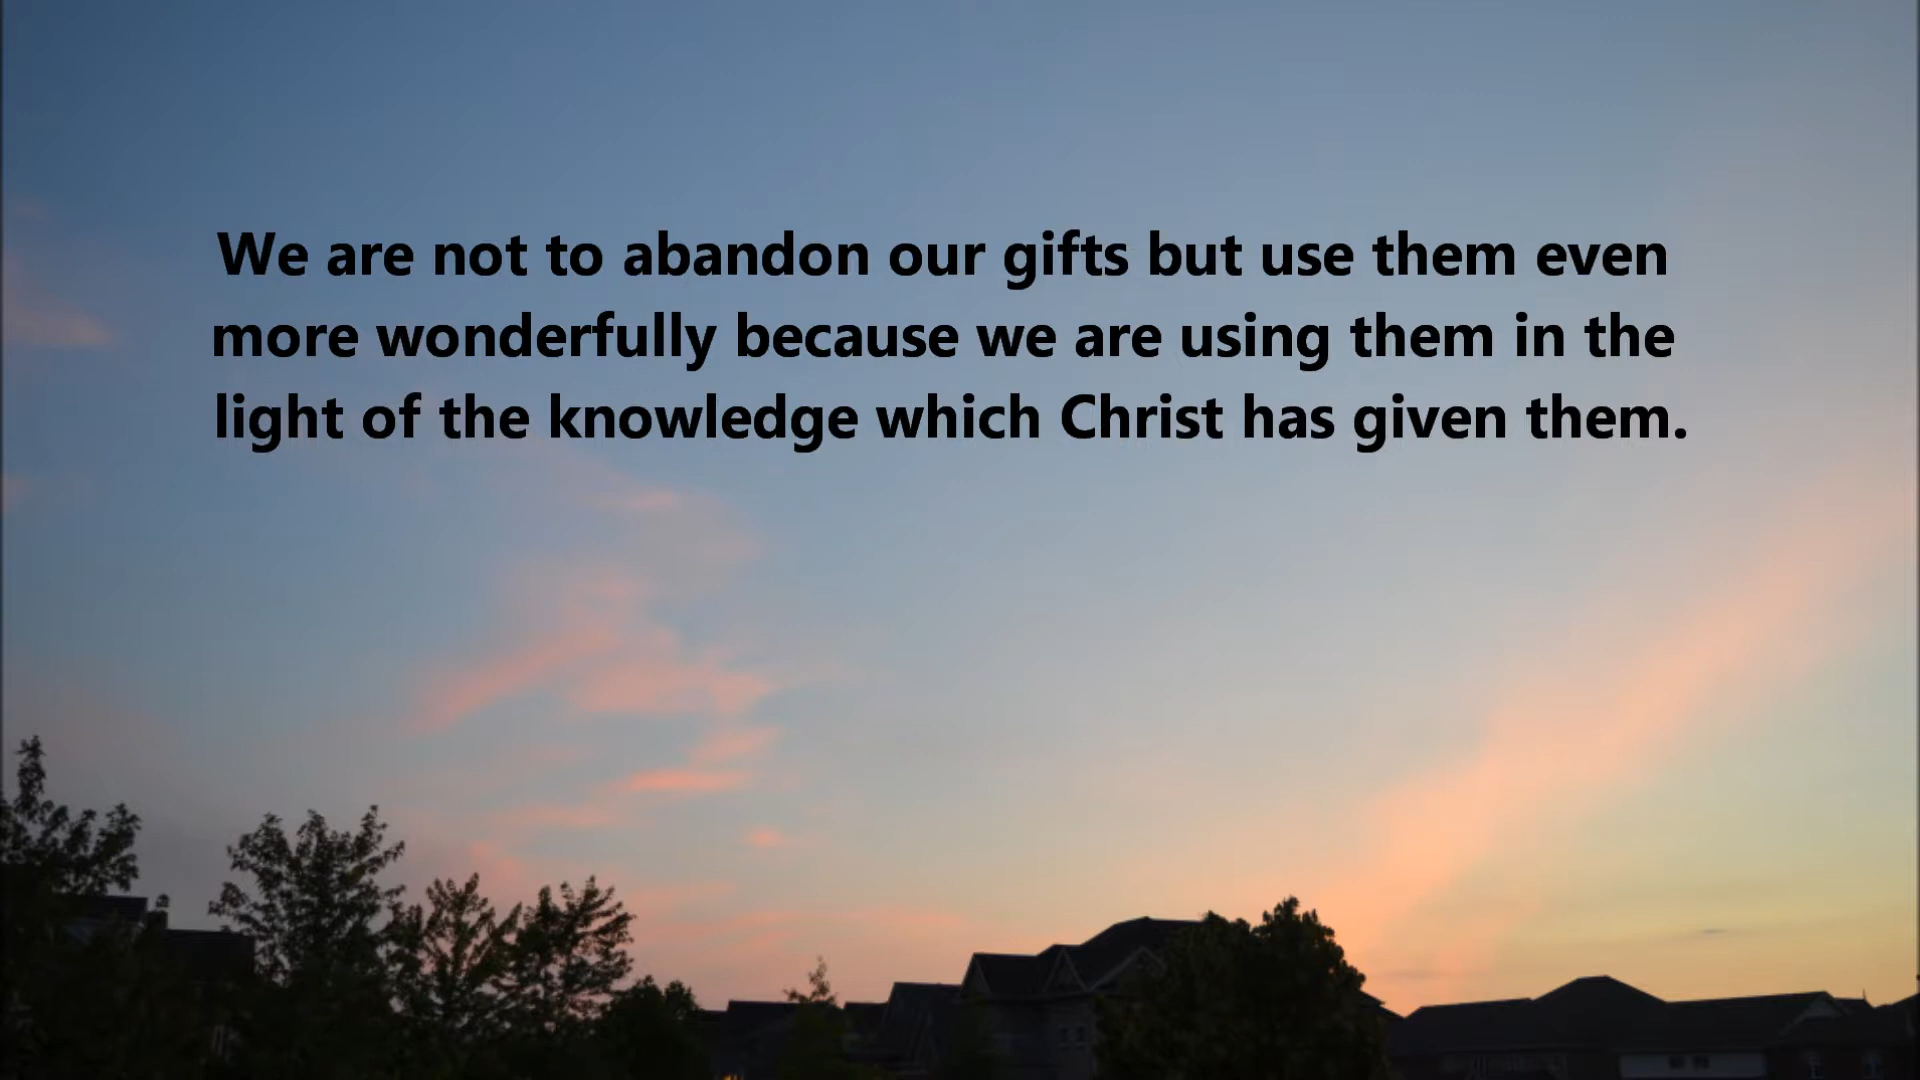 We are not to abandon our gifts but use them even
more wonderfully because we are using them in the
light of the knowledge which Christ has given them.